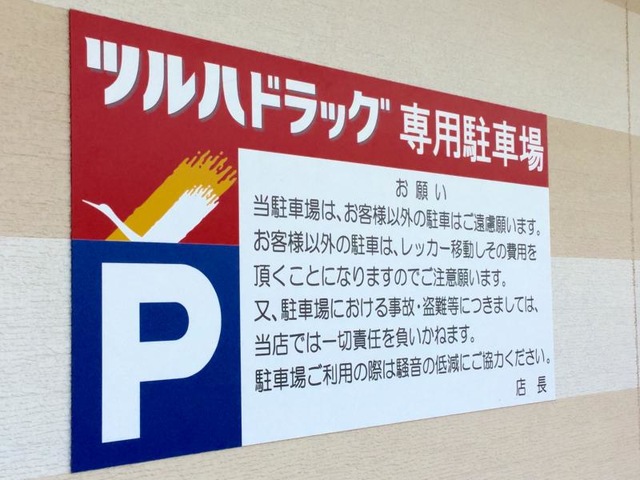 ツルハドラッグ 専用駐車場
お願い
当駐車場は、お客様以外の駐車はご遠慮願います。
お客様以外の駐車は、レッカー移動しその費用を
頂くことになりますのでご注意願います。
又、駐車場における事故・盗難等につきましては、
当店では一切責任を負いかねます。
駐車場ご利用の際は騒音の低減にご協力ください。
店長
P